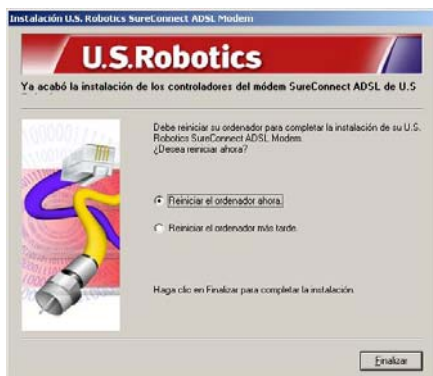 Instalación U.S. Robotics SureConnect ADSL Modem
U.S.Robotics
Ya acabó la instalación de los controladores del módem SureConnect ADSL de U.S
Debe reiniciar su ordenador para completar la instalación de su U.S.
Robotics SureConnect ADSL Modem.
¿Desea reiniciar ahora?
Reiniciar el ordenador ahora.
Reiniciar el ordenador más tarde.
Haga clic en Finalizar para completar la instalación.
Finalizar